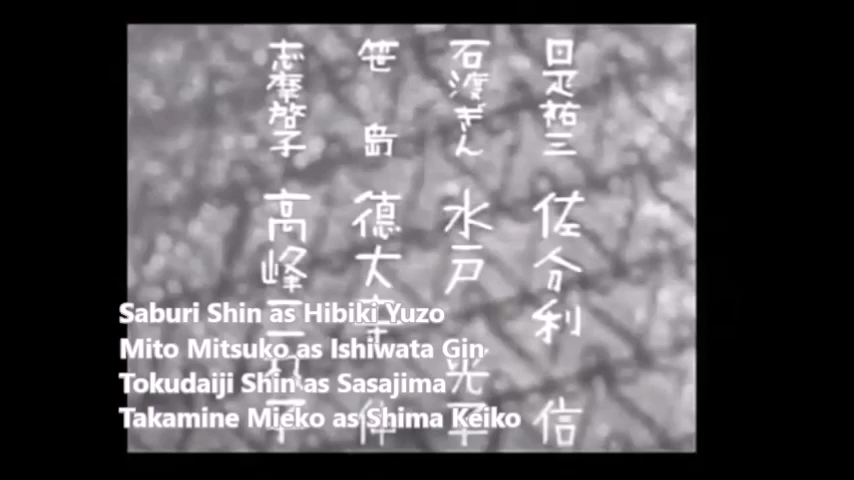 日疋祐三 佐分利 信
石渡ぎん 水戸 光子
笹島 徳大寺 伸
志摩啓子 高峰三枝子
Saburi Shin as Hibiki Yuzo
Mito Mitsuko as Ishiwata Gin
Tokudaiji Shin as Sasajima
Takamine Mieko as Shima Keiko